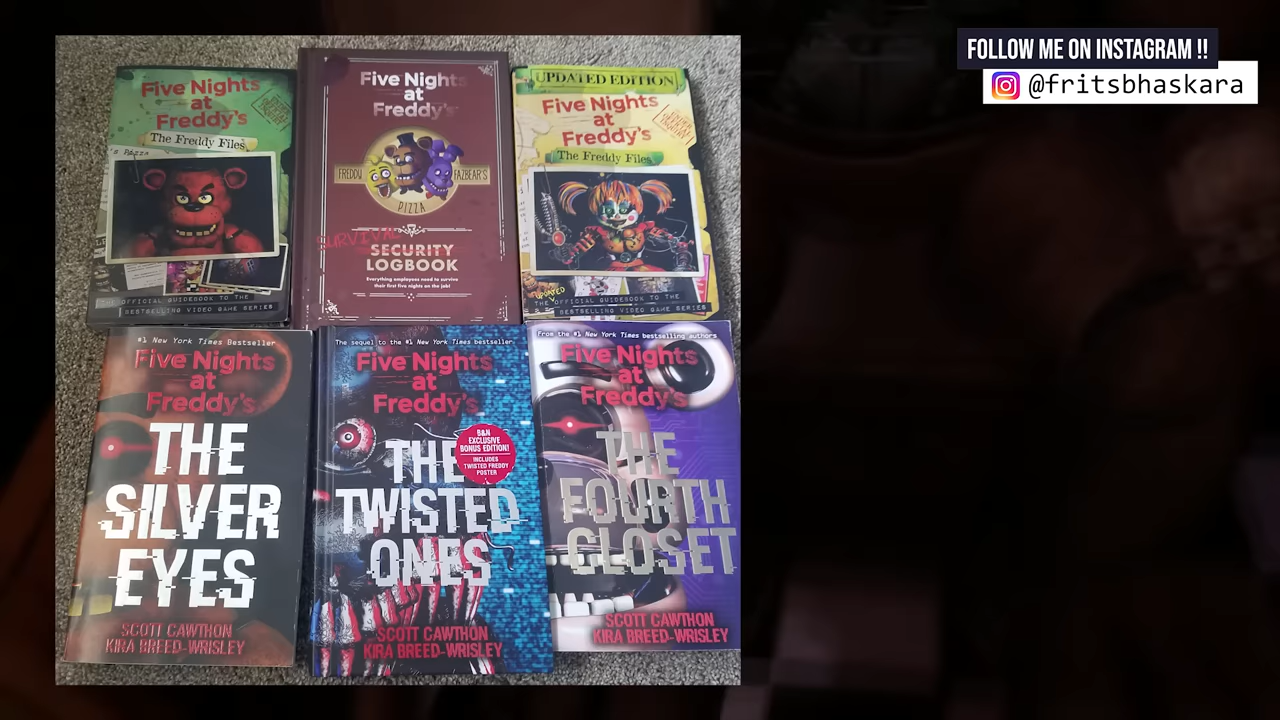 FOLLOW ME ON INSTAGRAM !!
@fritsbhaskara
Five Nights
at
Freddy's
The Freddy Files
's Pizza
OFFICIAL GUIDEBOOK TO THE
BESTSELLING VIDEO GAME SERIES
Five Nights
at
Freddy's
FREDDY FAZBEAR'S
PIZZA
SURVIVAL
SECURITY
LOGBOOK
Everything employees need to survive
their first five nights on the job!
UPDATED EDITION
Five Nights
at
Freddy's
The Freddy Files
UPDATED
THE OFFICIAL GUIDEBOOK TO THE
BESTSELLING VIDEO GAME SERIES
#1 New York Times Bestseller
Five Nights
at
Freddy's
THE
SILVER
EYES
SCOTT CAWTHON
KIRA BREED-WRISLEY
The sequel to the #1 New York Times bestseller
Five Nights
at
Freddy's
B&N
EXCLUSIVE
BONUS EDITION!
INCLUDES
TWISTED FREDDY
POSTER
THE
TWISTED
ONES
SCOTT CAWTHON
KIRA BREED-WRISLEY
From the #1 New York Times bestselling authors
Five Nights
at
Freddy's
THE
FOURTH
CLOSET
SCOTT CAWTHON
KIRA BREED-WRISLEY